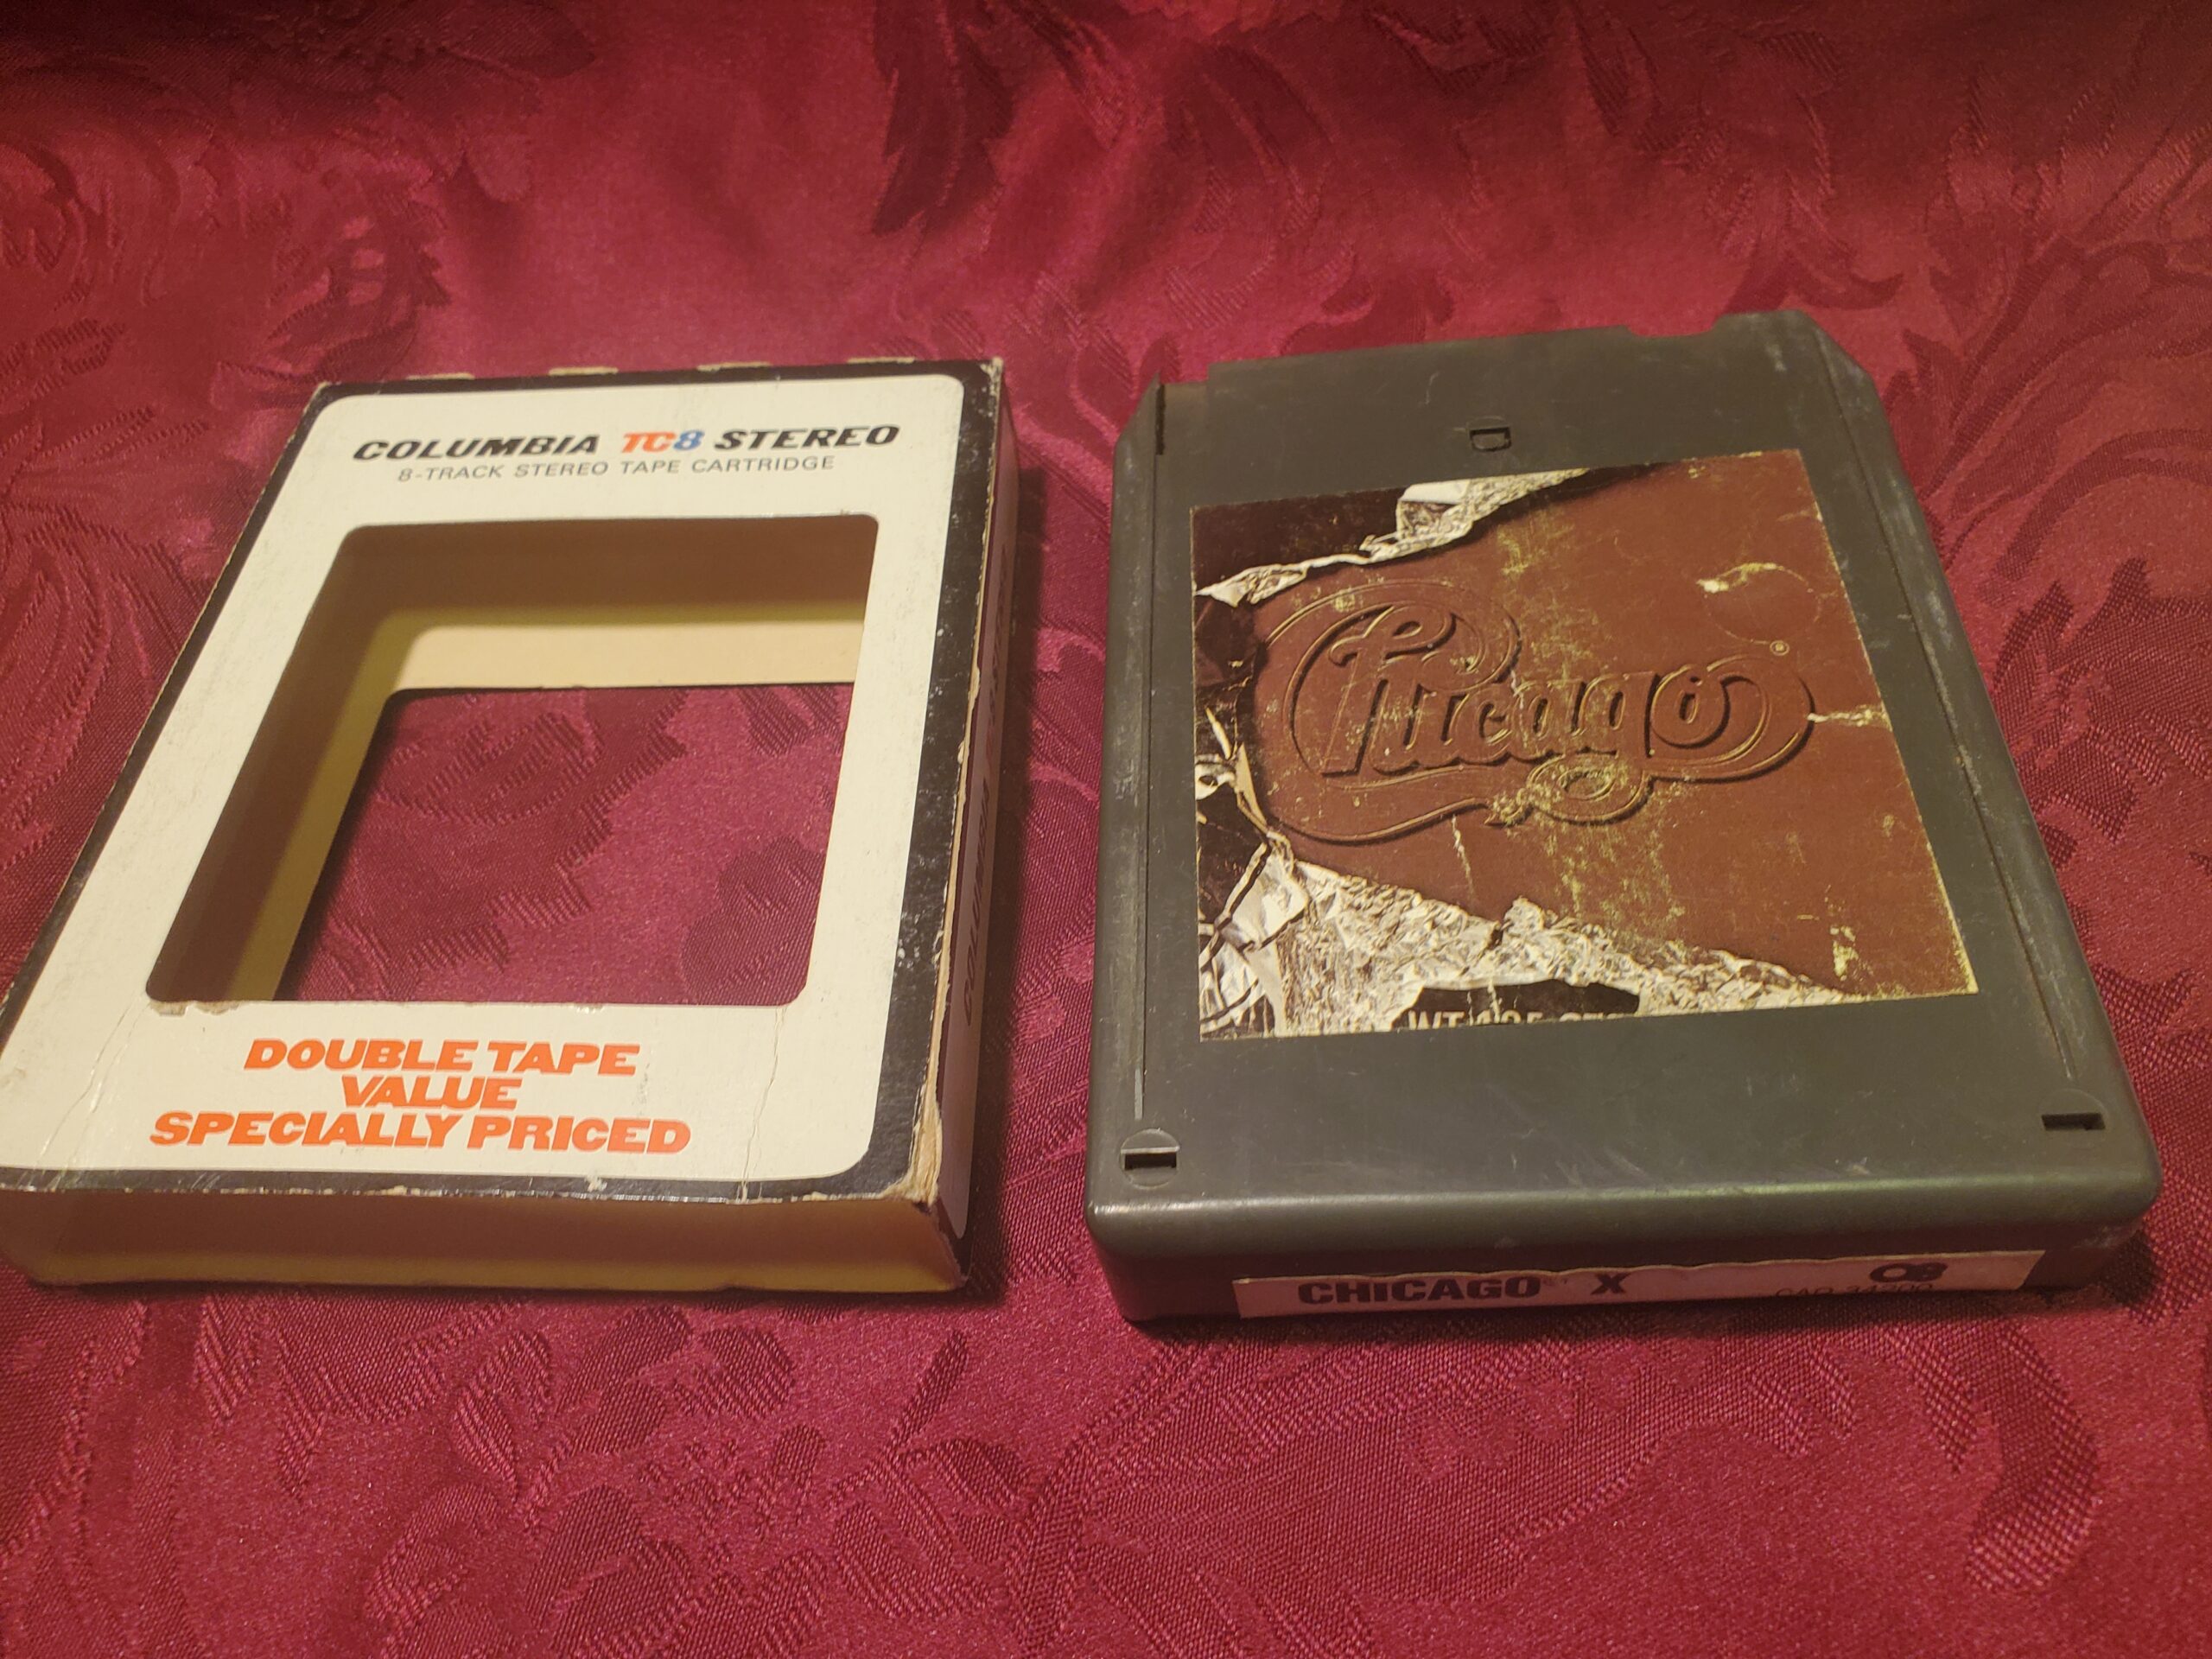 COLUMBIA TC8 STEREO
8-TRACK STEREO TAPE CARTRIDGE
DOUBLE TAPE
VALUE
SPECIALLY PRICED
D
Chicago ®
CHICAGO X